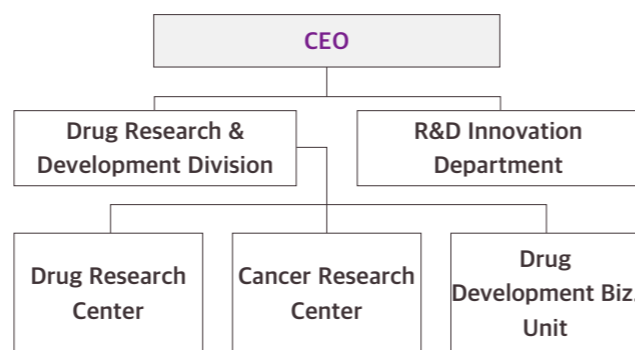 CEO
Drug Research &
Development Division
R&D Innovation
Department
Drug Research
Center
Cancer Research
Center
Drug
Development Biz.
Unit